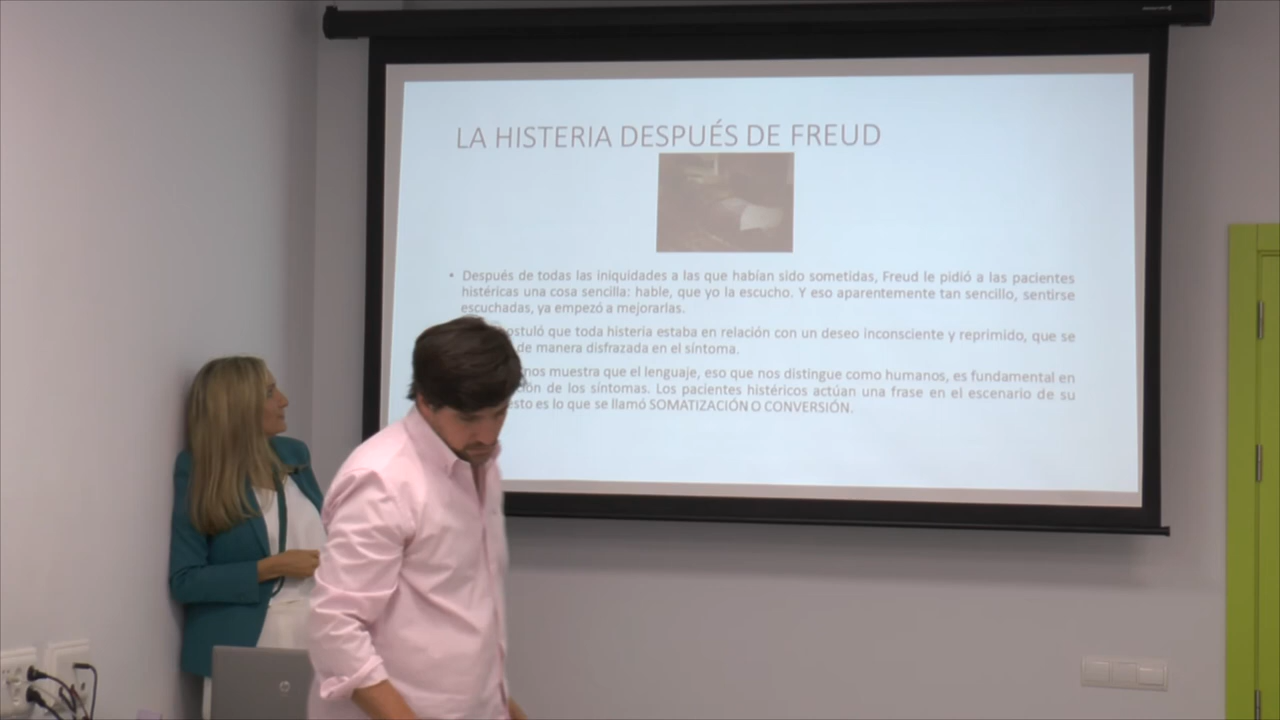 LA HISTERIA DESPUÉS DE FREUD
• Después de todas las iniquidades a las que habían sido sometidas, Freud le pidió a las pacientes
histéricas una cosa sencilla: hable, que yo la escucho. Y eso aparentemente tan sencillo, sentirse
escuchadas, ya empezó a mejorarlas.
ostuló que toda histeria estaba en relación con un deseo inconsciente y reprimido, que se
de manera disfrazada en el síntoma.
nos muestra que el lenguaje, eso que nos distingue como humanos, es fundamental en
ón de los síntomas. Los pacientes histéricos actúan una frase en el escenario de su
esto es lo que se llamó SOMATIZACIÓN O CONVERSIÓN.
hp